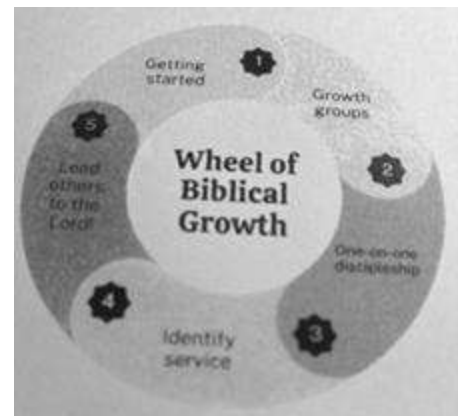 Wheel of
Biblical
Growth
1
Getting
started
2
Growth
groups
3
One-on-one
discipleship
4
Identify
service
5
Lead
others
to the
Lord!